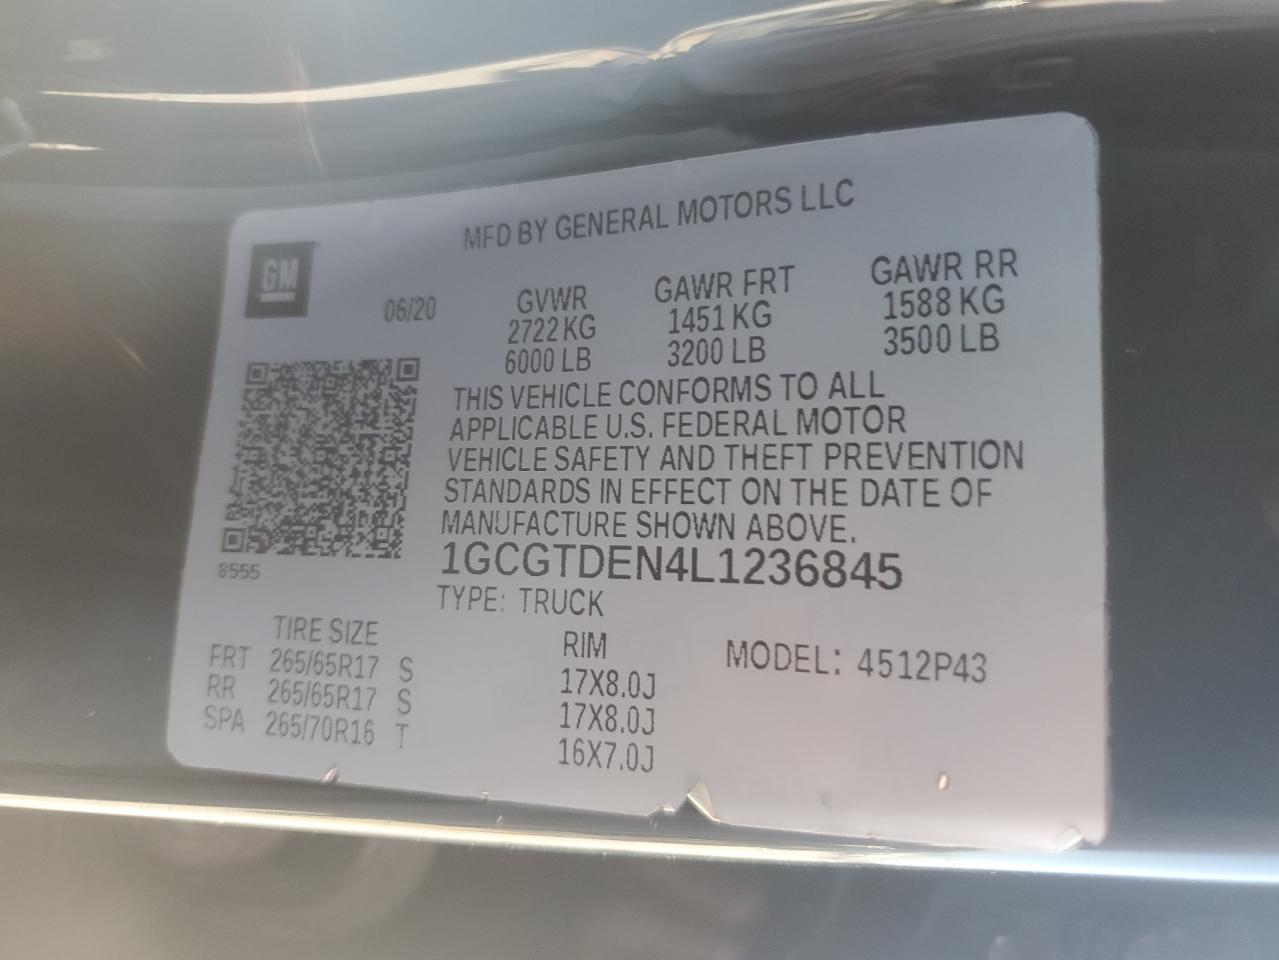 MFD BY GENERAL MOTORS LLC
GM
06/20
GVWR GAWR FRT GAWR RR
2722 KG 1451 KG 1588 KG
6000 LB 3200 LB 3500 LB
THIS VEHICLE CONFORMS TO ALL
APPLICABLE U.S. FEDERAL MOTOR
VEHICLE SAFETY AND THEFT PREVENTION
STANDARDS IN EFFECT ON THE DATE OF
MANUFACTURE SHOWN ABOVE.
8555
1GCGTDEN4L1236845
TYPE: TRUCK
TIRE SIZE RIM MODEL: 4512P43
FRT 265/65R17 S 17X8.0J
RR 265/65R17 S 17X8.0J
SPA 265/70R16 T 16X7.0J